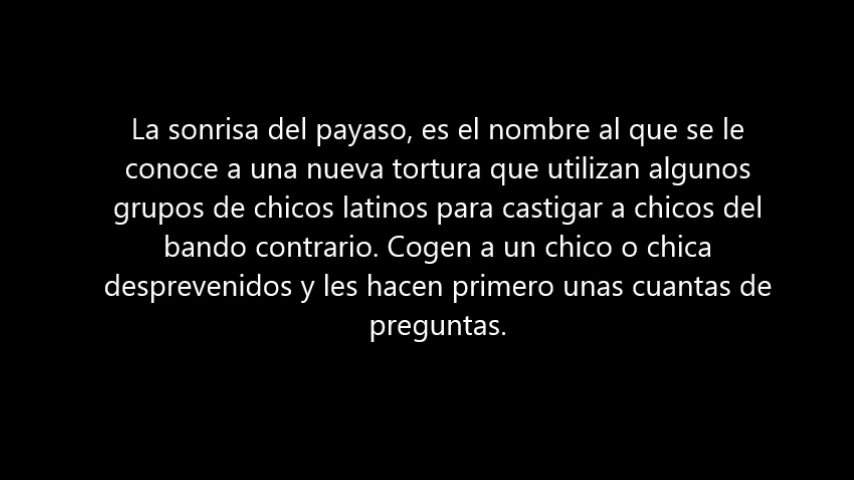 La sonrisa del payaso, es el nombre al que se le
conoce a una nueva tortura que utilizan algunos
grupos de chicos latinos para castigar a chicos del
bando contrario. Cogen a un chico o chica
desprevenidos y les hacen primero unas cuantas de
preguntas.